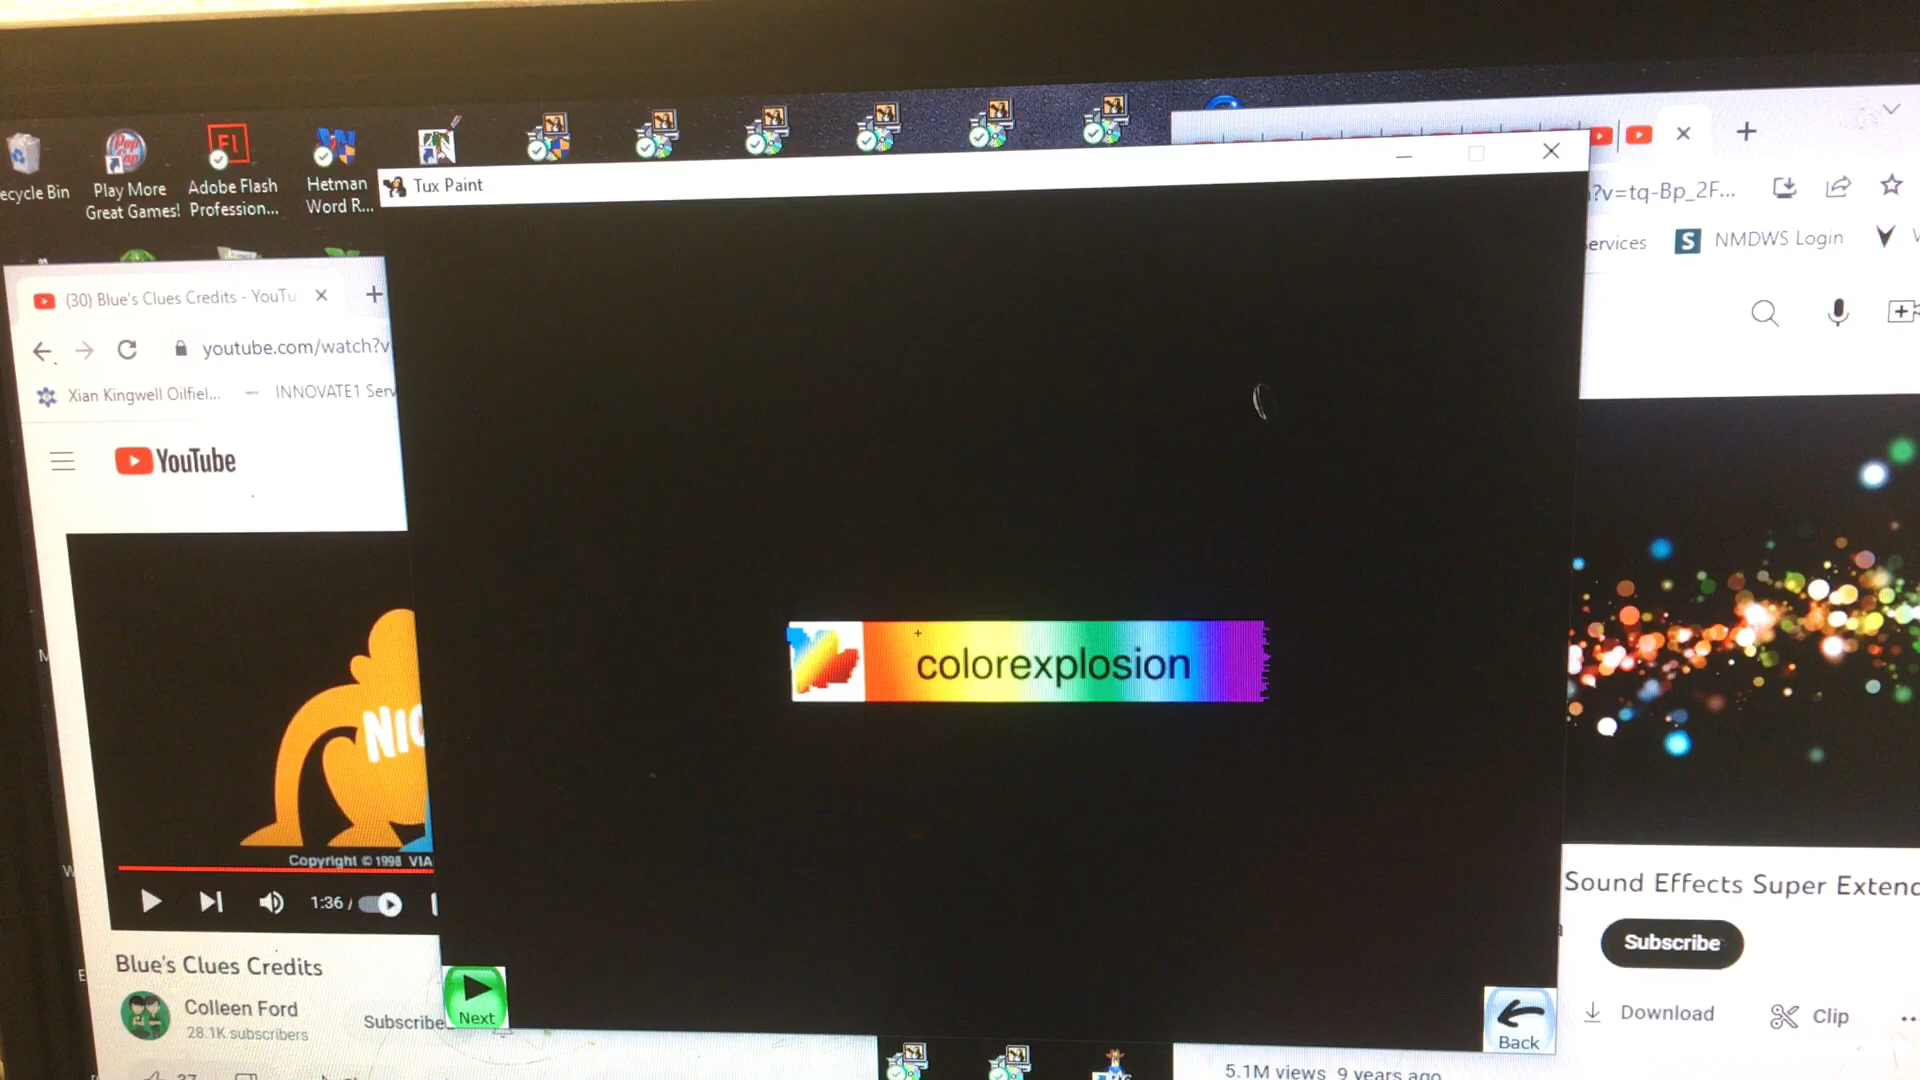 ecycle Bin
Play More
Great Games!
Adobe Flash
Profession...
Hetman
Word R...
Tux Paint
?v=tq-Bp_2F...
ervices
NMDWS Login
(30) Blue's Clues Credits - YouTu
youtube.com/watch?v
Xian Kingwell Oilfiel...
INNOVATE1 Serv
YouTube
colorexplosion
NIC
Copyright © 1998 VIA
1:36 /
Sound Effects Super Extend
Subscribe
Blue's Clues Credits
Colleen Ford
28.1K subscribers
Subscribe
Next
Back
Download
Clip
5.1M views 9 years ago